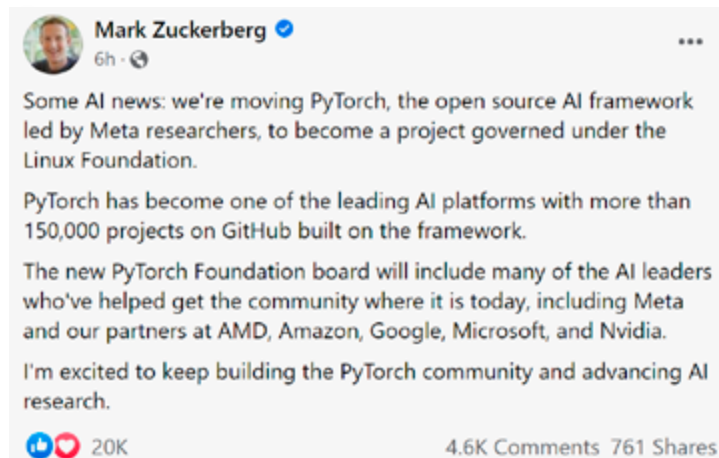 Mark Zuckerberg
6h ·
Some AI news: we're moving PyTorch, the open source AI framework
led by Meta researchers, to become a project governed under the
Linux Foundation.
PyTorch has become one of the leading AI platforms with more than
150,000 projects on GitHub built on the framework.
The new PyTorch Foundation board will include many of the AI leaders
who've helped get the community where it is today, including Meta
and our partners at AMD, Amazon, Google, Microsoft, and Nvidia.
I'm excited to keep building the PyTorch community and advancing AI
research.
20K 4.6K Comments 761 Shares